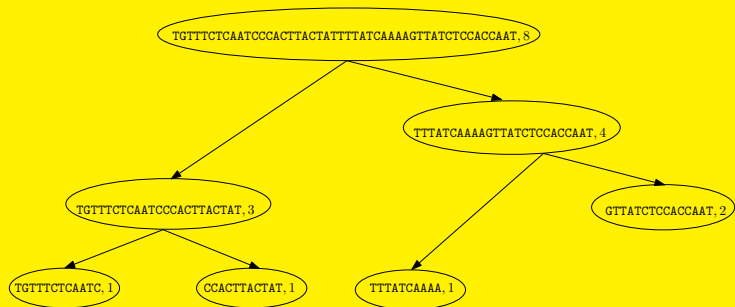 TGTTTCTCAATCCCACTTACTATTTTATCAAAAGTTATCTCCACCAAT, 8
TTTATCAAAAGTTATCTCCACCAAT, 4
TGTTTCTCAATCCCACTTACTAT, 3
GTTATCTCCACCAAT, 2
TGTTTCTCAATC, 1
CCACTTACTAT, 1
TTTATCAAAA, 1